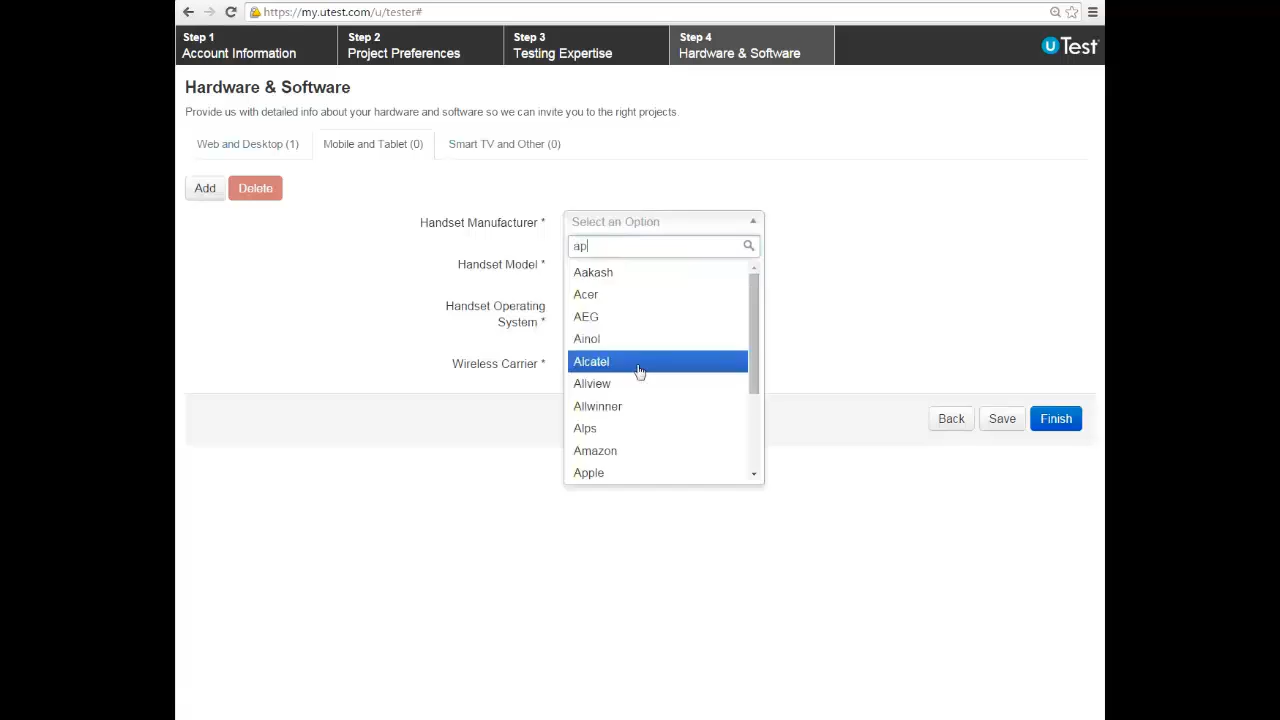 https://my.utest.com/u/tester#
Step 1
Account Information
Step 2
Project Preferences
Step 3
Testing Expertise
Step 4
Hardware & Software
uTest
Hardware & Software
Provide us with detailed info about your hardware and software so we can invite you to the right projects.
Web and Desktop (1)
Mobile and Tablet (0)
Smart TV and Other (0)
Add
Delete
Handset Manufacturer *
Select an Option
ap
Handset Model *
Aakash
Acer
Handset Operating
System *
AEG
Ainol
Wireless Carrier *
Alcatel
Allview
Allwinner
Alps
Amazon
Apple
Back
Save
Finish